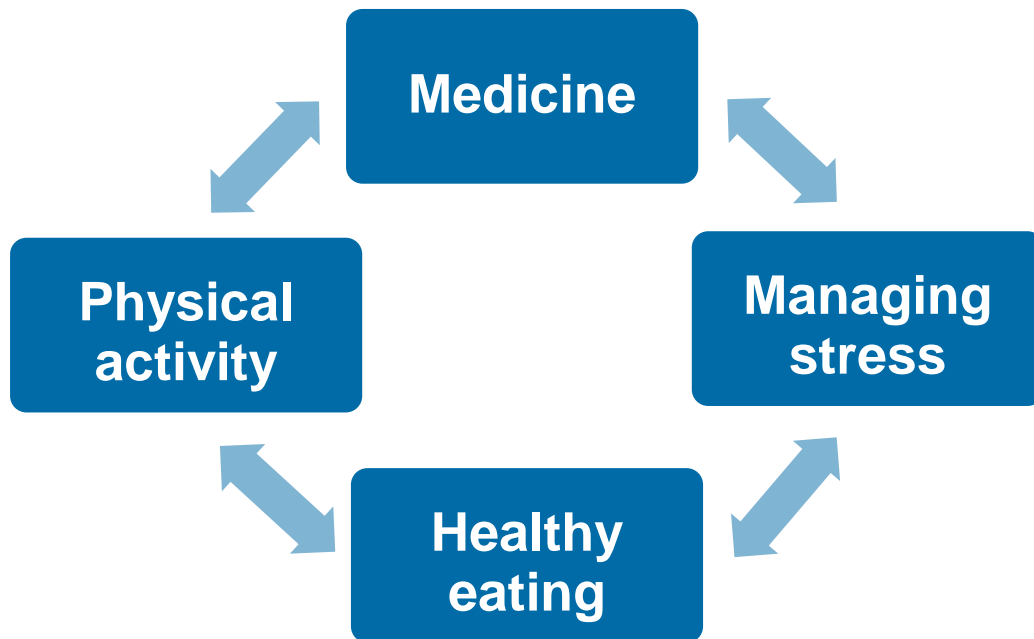 Medicine
Physical
activity
Managing
stress
Healthy
eating